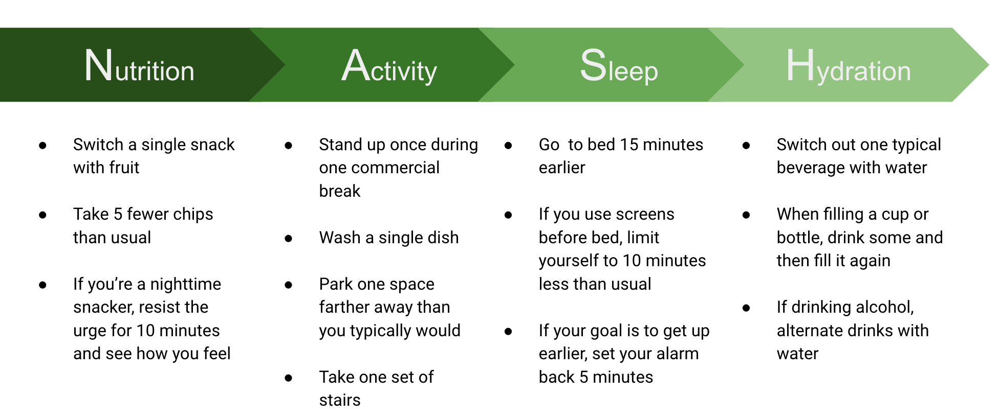 Nutrition
Activity
Sleep
Hydration
● Switch a single snack
with fruit
● Take 5 fewer chips
than usual
● If you’re a nighttime
snacker, resist the
urge for 10 minutes
and see how you feel
● Stand up once during
one commercial
break
● Wash a single dish
● Park one space
farther away than
you typically would
● Take one set of
stairs
● Go  to bed 15 minutes
earlier
● If you use screens
before bed, limit
yourself to 10 minutes
less than usual
● If your goal is to get up
earlier, set your alarm
back 5 minutes
● Switch out one typical
beverage with water
● When filling a cup or
bottle, drink some and
then fill it again
● If drinking alcohol,
alternate drinks with
water